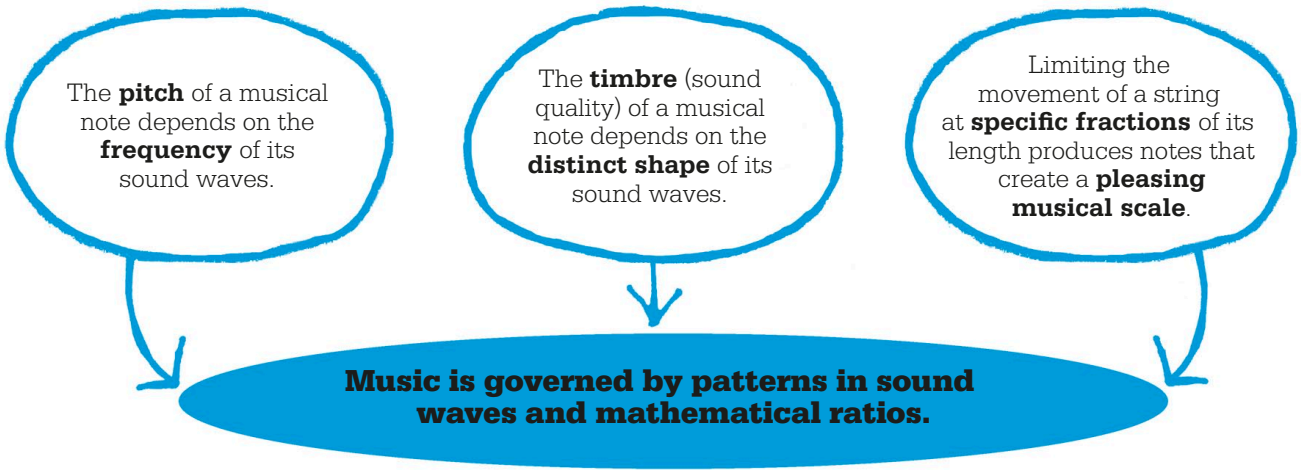 The pitch of a musical
note depends on the
frequency of its
sound waves.
The timbre (sound
quality) of a musical
note depends on the
distinct shape of its
sound waves.
Limiting the
movement of a string
at specific fractions of its
length produces notes that
create a pleasing
musical scale.
Music is governed by patterns in sound
waves and mathematical ratios.